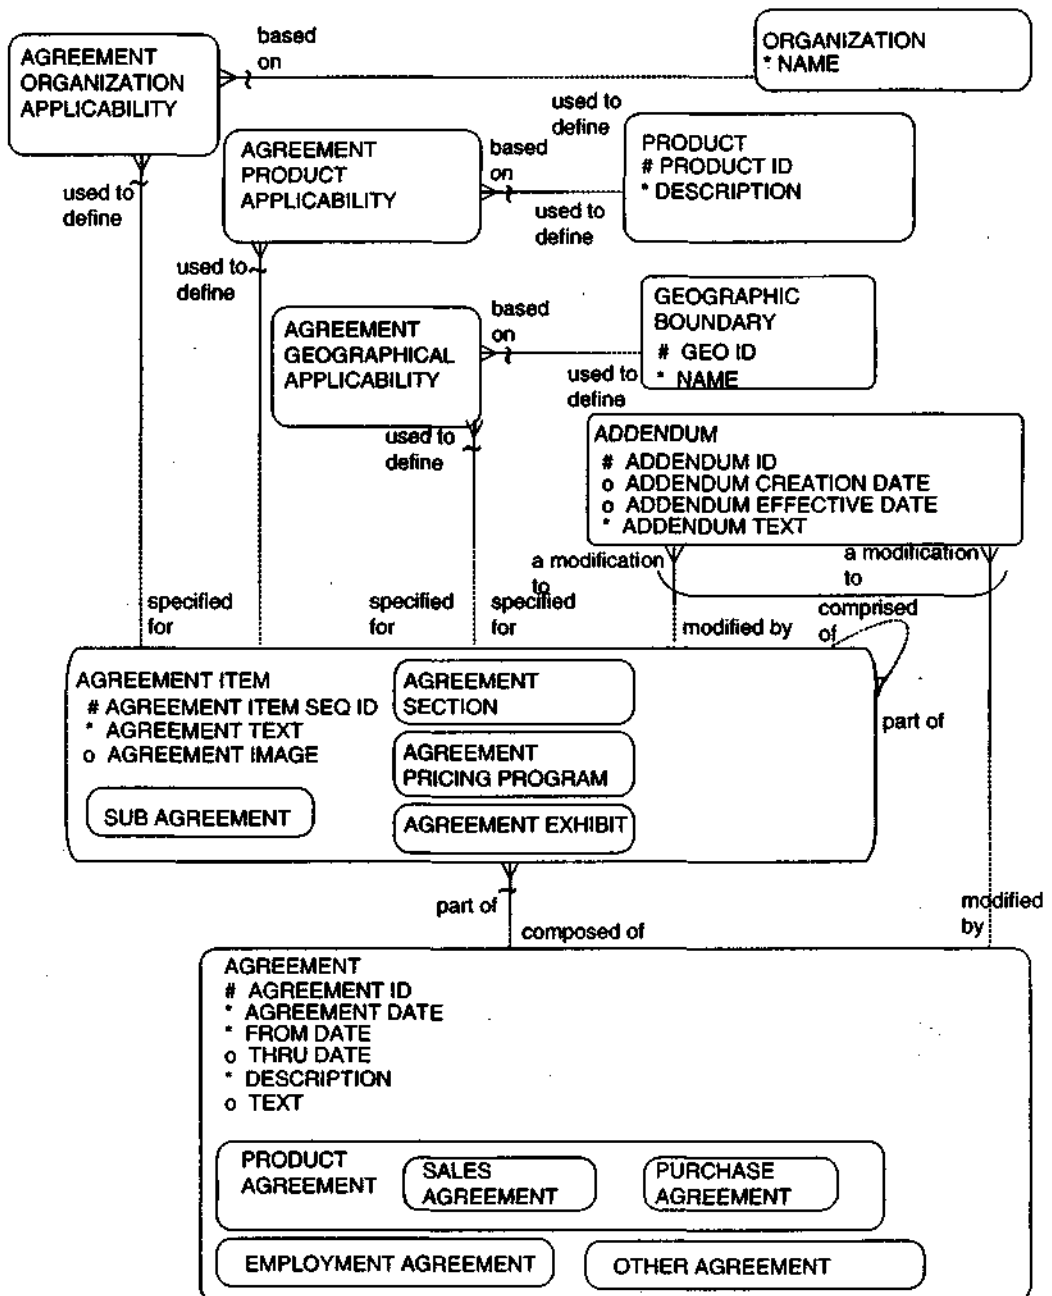 AGREEMENT
ORGANIZATION
APPLICABILITY
based
on
ORGANIZATION
* NAME
used to
define
used to
define
AGREEMENT
PRODUCT
APPLICABILITY
based
on
PRODUCT
# PRODUCT ID
* DESCRIPTION
used to
define
used to
define
AGREEMENT
GEOGRAPHICAL
APPLICABILITY
based
on
GEOGRAPHIC
BOUNDARY
# GEO ID
* NAME
used to
define
used to
define
ADDENDUM
# ADDENDUM ID
o ADDENDUM CREATION DATE
o ADDENDUM EFFECTIVE DATE
* ADDENDUM TEXT
a modification
to
a modification
to
specified
for
specified
for
specified
for
modified by
comprised
of
part of
AGREEMENT ITEM
# AGREEMENT ITEM SEQ ID
* AGREEMENT TEXT
o AGREEMENT IMAGE
SUB AGREEMENT
AGREEMENT
SECTION
AGREEMENT
PRICING PROGRAM
AGREEMENT EXHIBIT
part of
composed of
modified
by
AGREEMENT
# AGREEMENT ID
* AGREEMENT DATE
* FROM DATE
o THRU DATE
* DESCRIPTION
o TEXT
PRODUCT
AGREEMENT
SALES
AGREEMENT
PURCHASE
AGREEMENT
EMPLOYMENT AGREEMENT
OTHER AGREEMENT